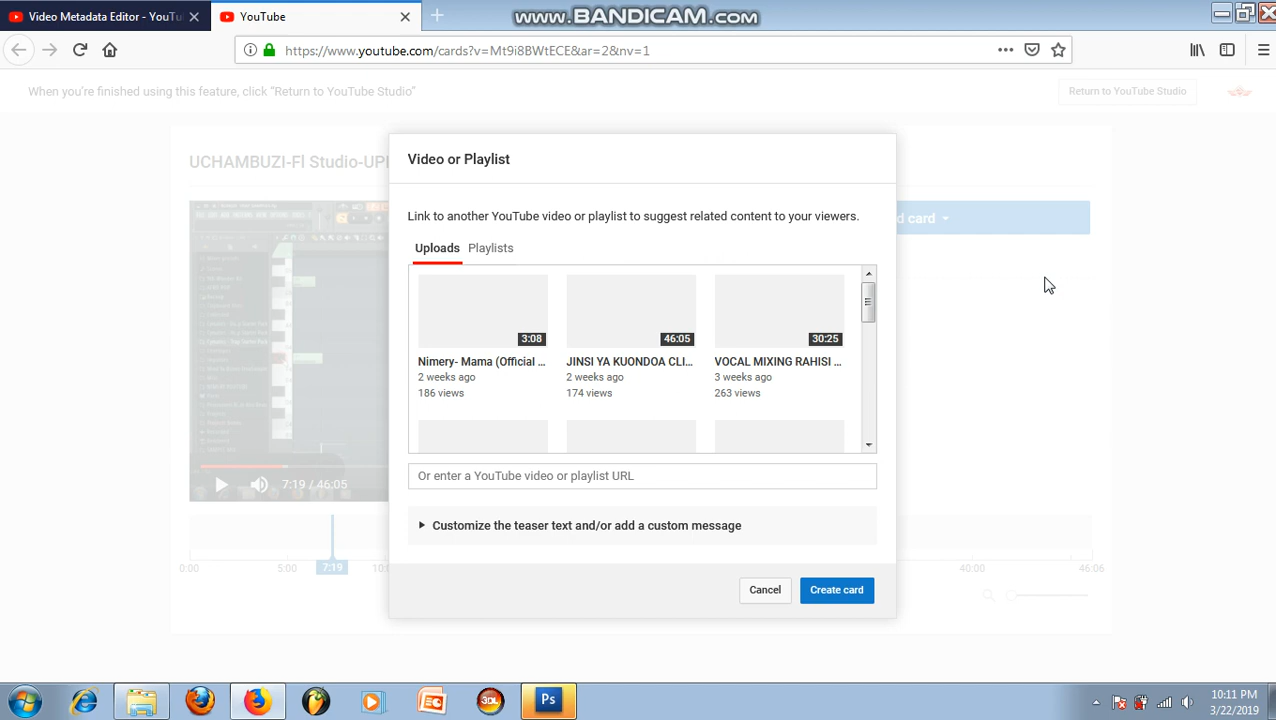 Video Metadata Editor - YouTu
YouTube
www.BANDICAM.com
https://www.youtube.com/cards?v=Mt9i8BWtECE&ar=2&nv=1
When you're finished using this feature, click "Return to YouTube Studio"
Return to YouTube Studio
UCHAMBUZI-Fl Studio-UP
Video or Playlist
Link to another YouTube video or playlist to suggest related content to your viewers.
d card
Uploads Playlists
3:08 46:05 30:25
Nimery- Mama (Official ... JINSI YA KUONDOA CLI... VOCAL MIXING RAHISI ...
2 weeks ago 2 weeks ago 3 weeks ago
186 views 174 views 263 views
Or enter a YouTube video or playlist URL
7:19 / 46:05
Customize the teaser text and/or add a custom message
0:00 5:00 7:19 10: 40:00 46:06
Cancel Create card
Ps
3DL
10:11 PM
3/22/2019